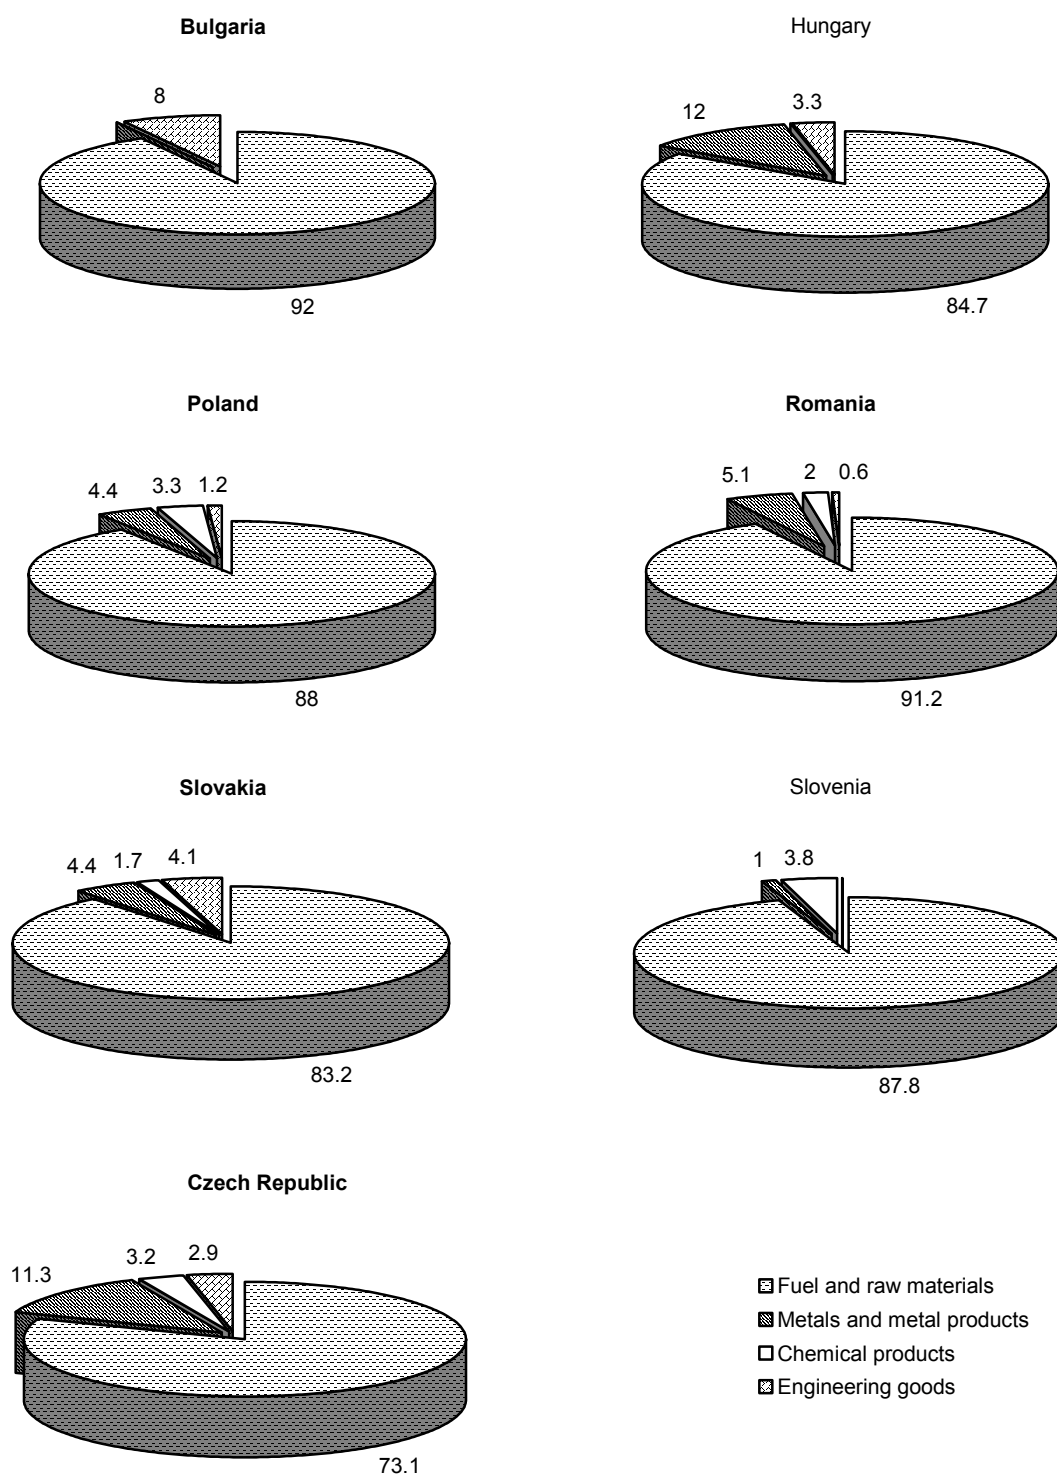 Bulgaria
8
92
Hungary
12
3.3
84.7
Poland
4.4
3.3
1.2
88
Romania
5.1
2
0.6
91.2
Slovakia
4.4
1.7
4.1
83.2
Slovenia
1
3.8
87.8
Czech Republic
11.3
3.2
2.9
73.1
Fuel and raw materials
Metals and metal products
Chemical products
Engineering goods